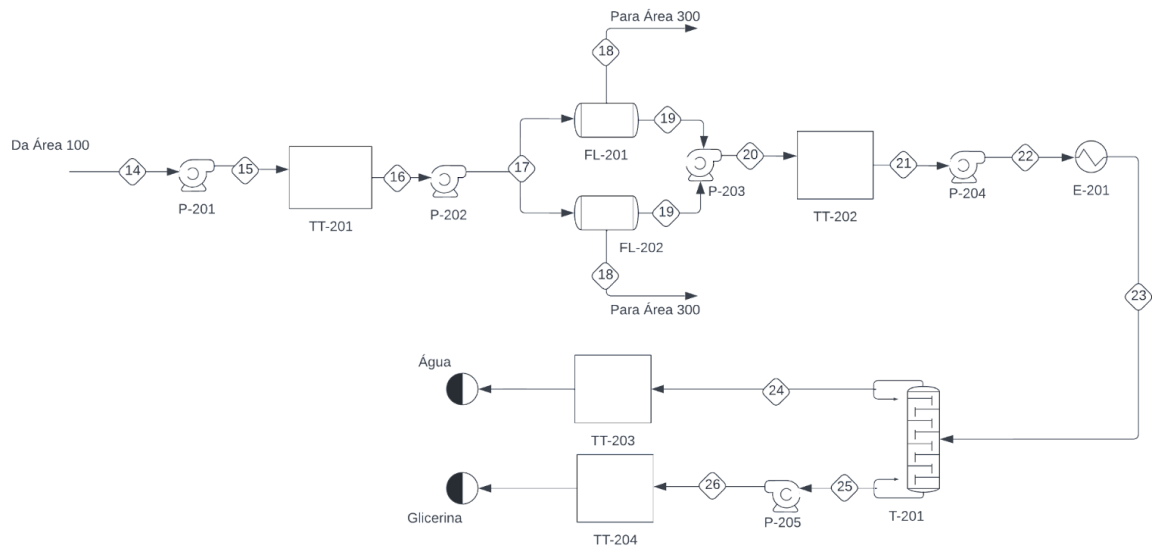 Para Área 300
18
Da Área 100
14
P-201
15
TT-201
16
P-202
17
FL-201
19
FL-202
19
18
Para Área 300
P-203
20
TT-202
21
P-204
22
E-201
23
Água
TT-203
24
Glicerina
TT-204
26
P-205
25
T-201